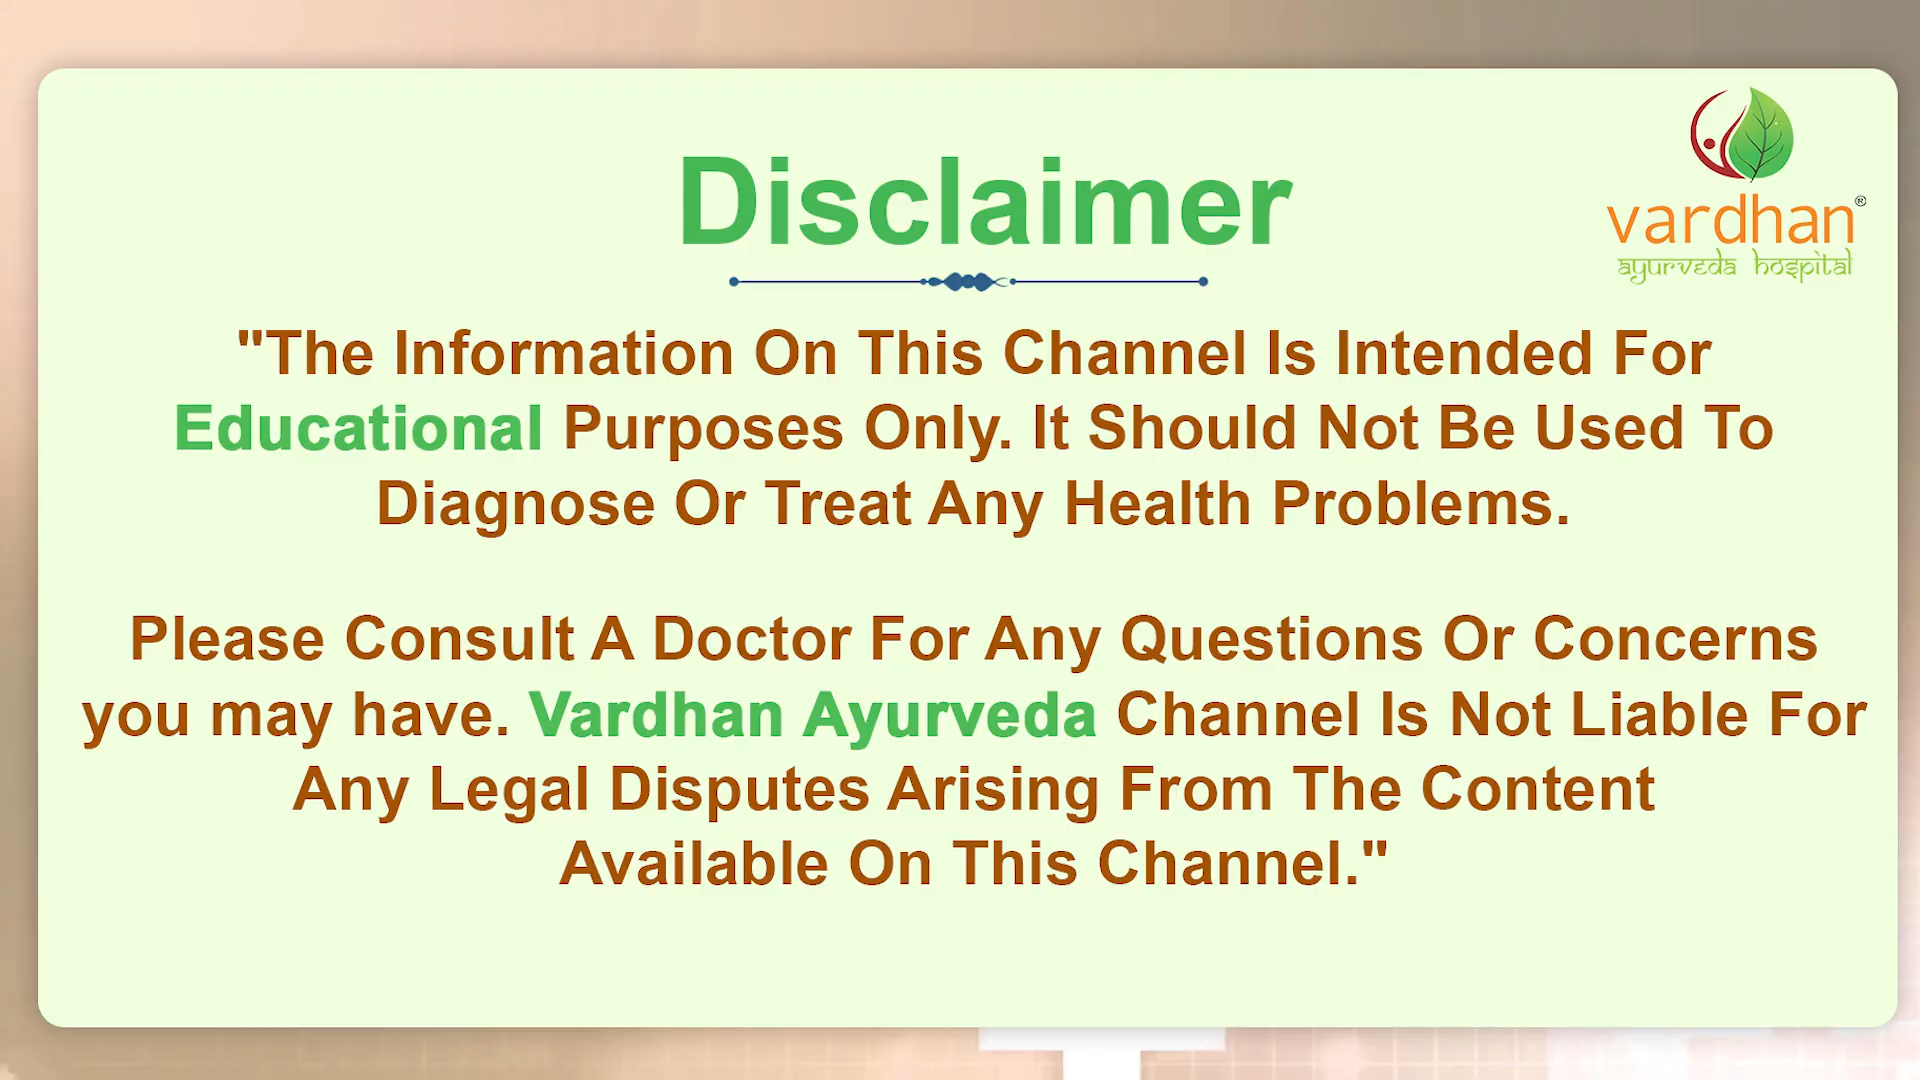 Disclaimer
vardhan®
ayurveda hospital
"The Information On This Channel Is Intended For
Educational Purposes Only. It Should Not Be Used To
Diagnose Or Treat Any Health Problems.
Please Consult A Doctor For Any Questions Or Concerns
you may have. Vardhan Ayurveda Channel Is Not Liable For
Any Legal Disputes Arising From The Content
Available On This Channel."